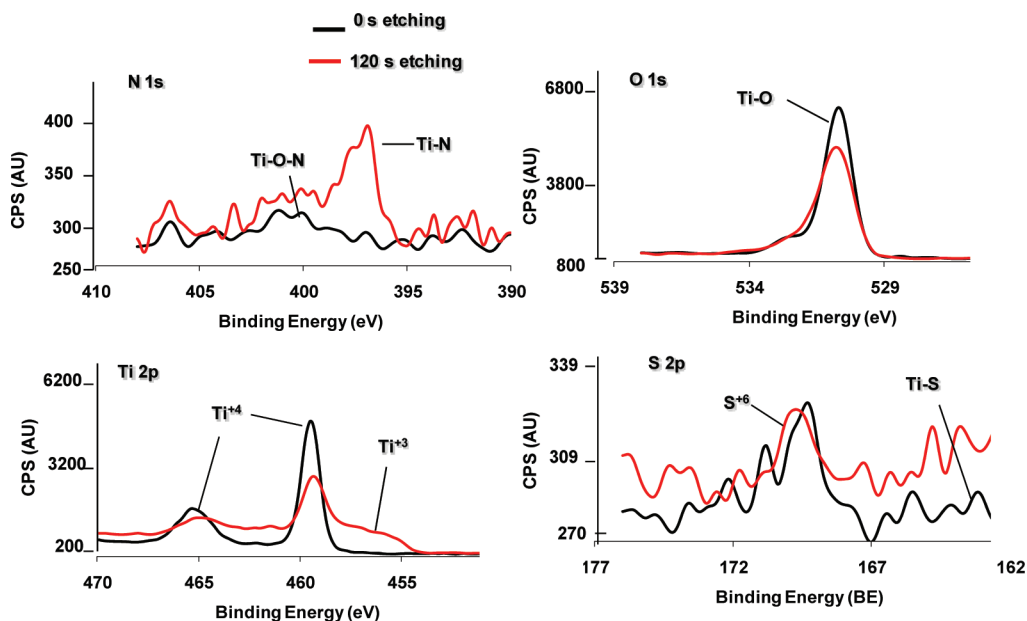 0 s etching
120 s etching
N 1s
400
350
300
250
CPS (AU)
Ti-O-N
Ti-N
410
405
400
395
390
Binding Energy (eV)
O 1s
6800
3800
800
CPS (AU)
Ti-O
539
534
529
Binding Energy (eV)
Ti 2p
6200
3200
200
CPS (AU)
Ti+4
Ti+3
470
465
460
455
Binding Energy (eV)
S 2p
339
309
270
CPS (AU)
S+6
Ti-S
177
172
167
162
Binding Energy (BE)